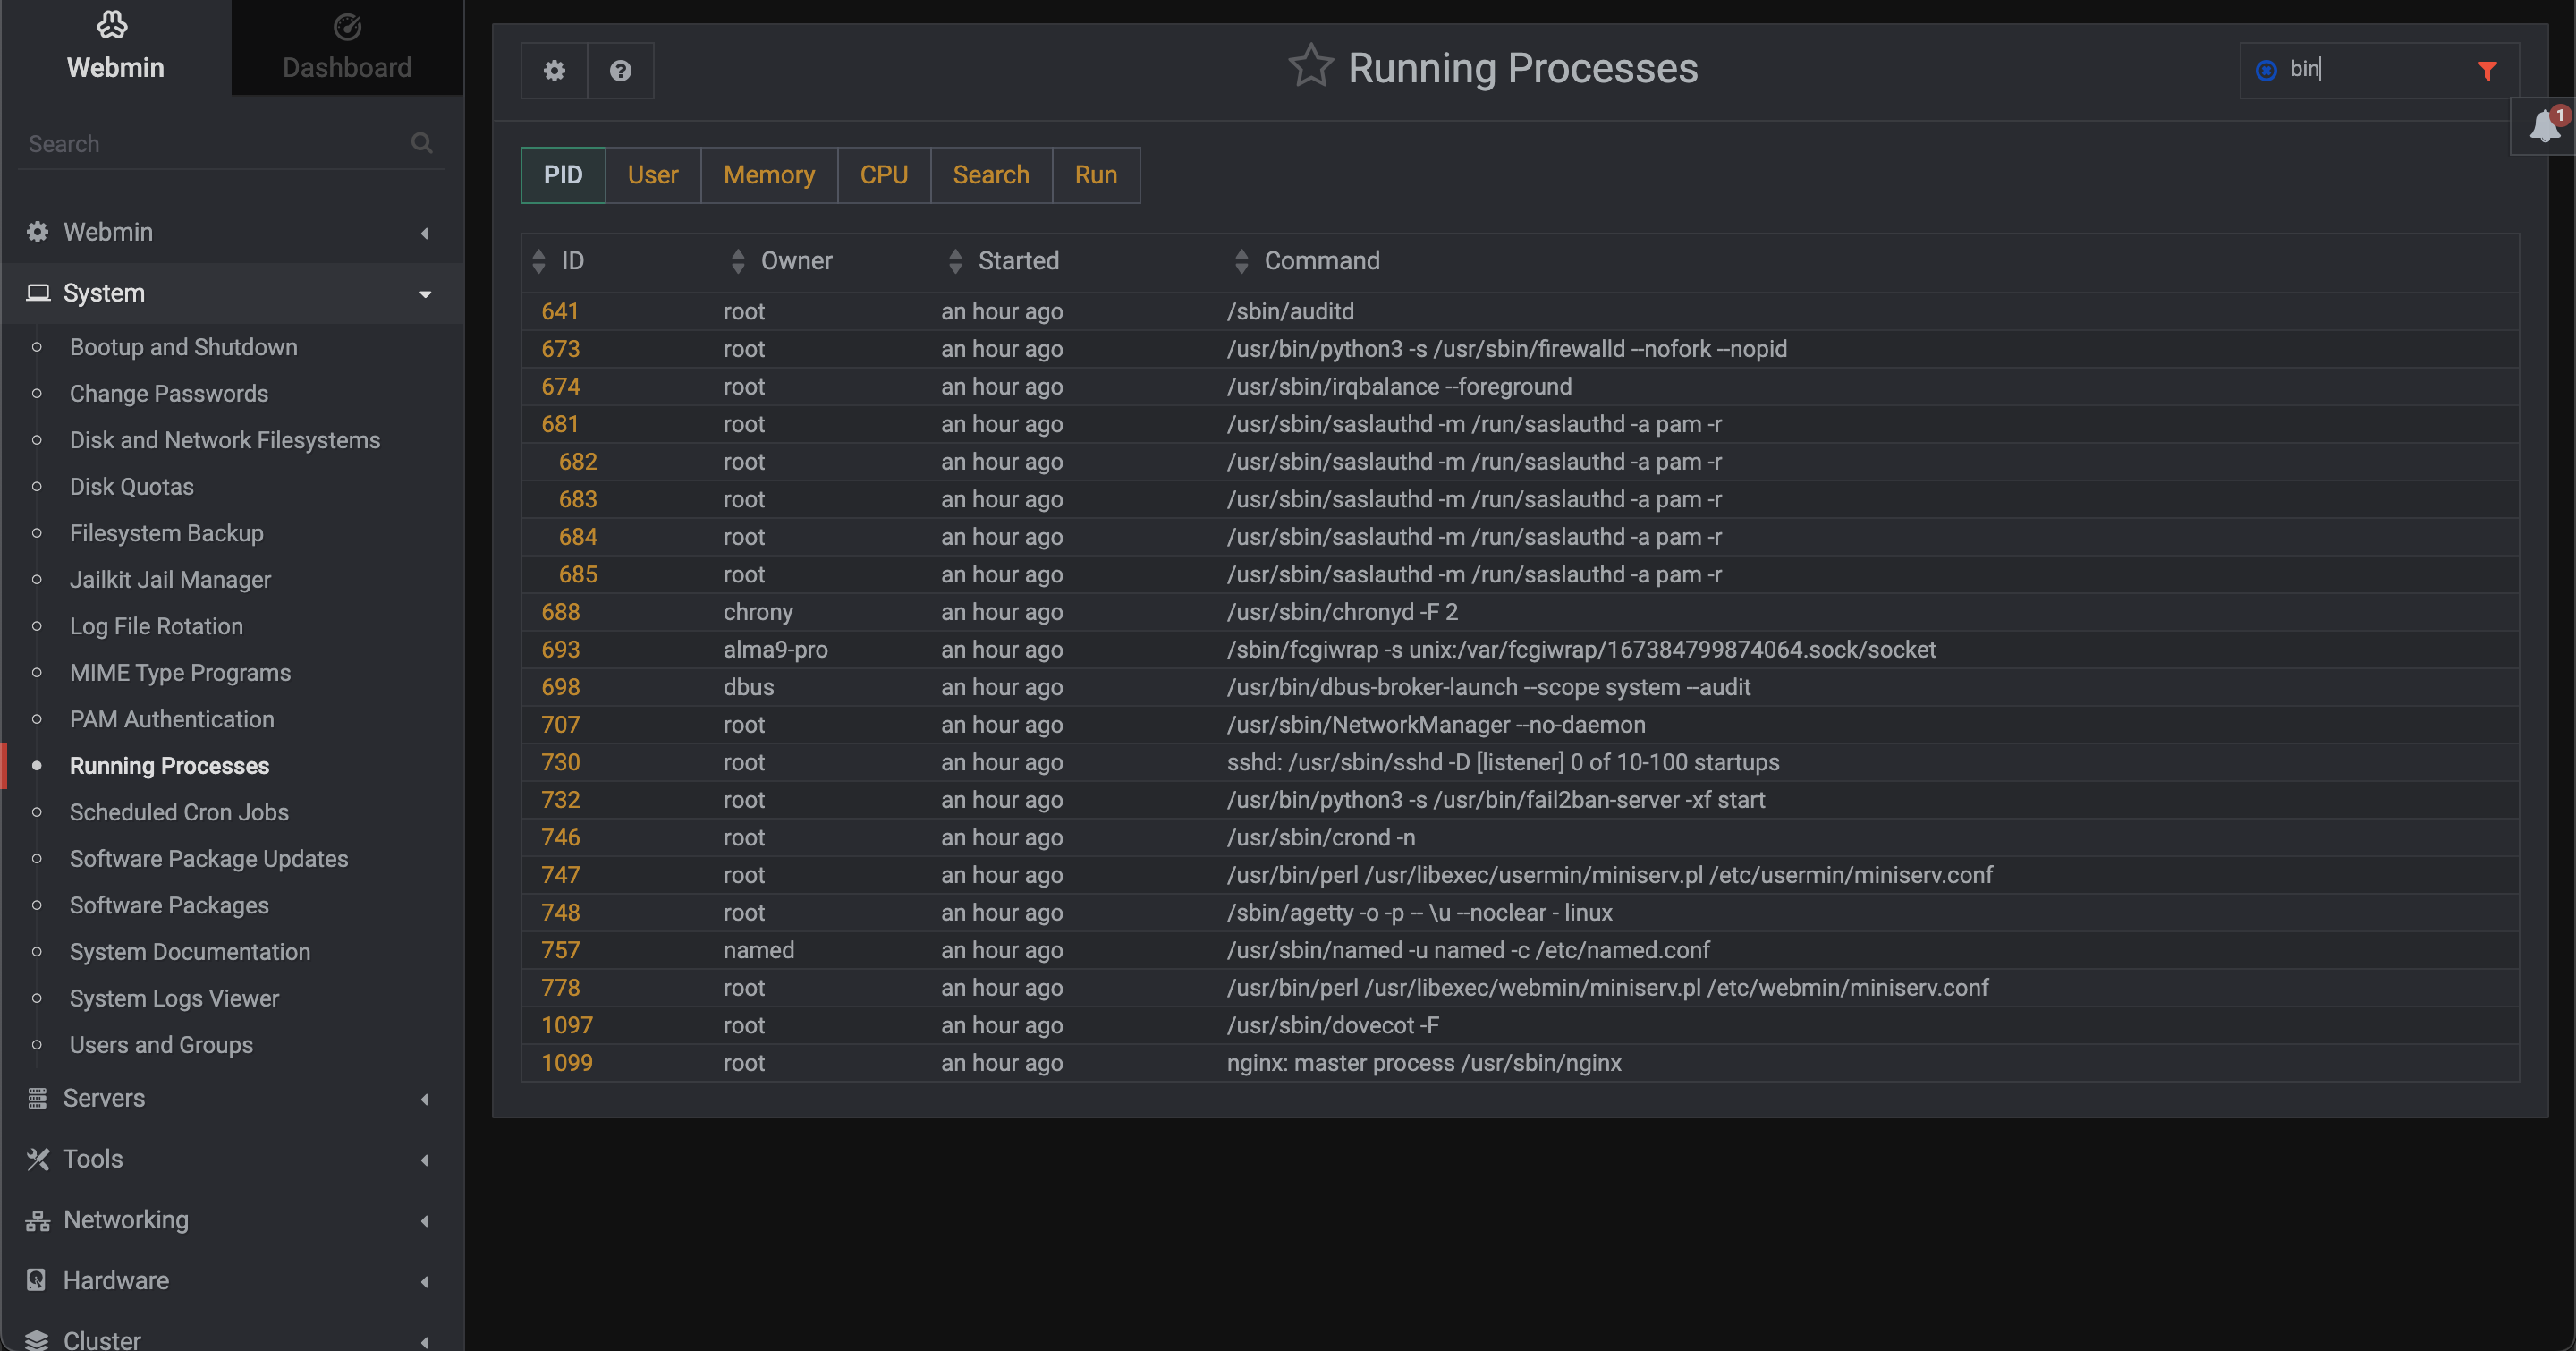 Webmin
Dashboard
Search
Webmin
System
Bootup and Shutdown
Change Passwords
Disk and Network Filesystems
Disk Quotas
Filesystem Backup
Jailkit Jail Manager
Log File Rotation
MIME Type Programs
PAM Authentication
Running Processes
Scheduled Cron Jobs
Software Package Updates
Software Packages
System Documentation
System Logs Viewer
Users and Groups
Servers
Tools
Networking
Hardware
Cluster
Running Processes
bin
1
PID User Memory CPU Search Run
ID Owner Started Command
641 root an hour ago /sbin/auditd
673 root an hour ago /usr/bin/python3 -s /usr/sbin/firewalld --nofork --nopid
674 root an hour ago /usr/sbin/irqbalance --foreground
681 root an hour ago /usr/sbin/saslauthd -m /run/saslauthd -a pam -r
682 root an hour ago /usr/sbin/saslauthd -m /run/saslauthd -a pam -r
683 root an hour ago /usr/sbin/saslauthd -m /run/saslauthd -a pam -r
684 root an hour ago /usr/sbin/saslauthd -m /run/saslauthd -a pam -r
685 root an hour ago /usr/sbin/saslauthd -m /run/saslauthd -a pam -r
688 chrony an hour ago /usr/sbin/chronyd -F 2
693 alma9-pro an hour ago /sbin/fcgiwrap -s unix:/var/fcgiwrap/167384799874064.sock/socket
698 dbus an hour ago /usr/bin/dbus-broker-launch --scope system --audit
707 root an hour ago /usr/sbin/NetworkManager --no-daemon
730 root an hour ago sshd: /usr/sbin/sshd -D [listener] 0 of 10-100 startups
732 root an hour ago /usr/bin/python3 -s /usr/bin/fail2ban-server -xf start
746 root an hour ago /usr/sbin/crond -n
747 root an hour ago /usr/bin/perl /usr/libexec/usermin/miniserv.pl /etc/usermin/miniserv.conf
748 root an hour ago /sbin/agetty -o -p -- \u --noclear - linux
757 named an hour ago /usr/sbin/named -u named -c /etc/named.conf
778 root an hour ago /usr/bin/perl /usr/libexec/webmin/miniserv.pl /etc/webmin/miniserv.conf
1097 root an hour ago /usr/sbin/dovecot -F
1099 root an hour ago nginx: master process /usr/sbin/nginx